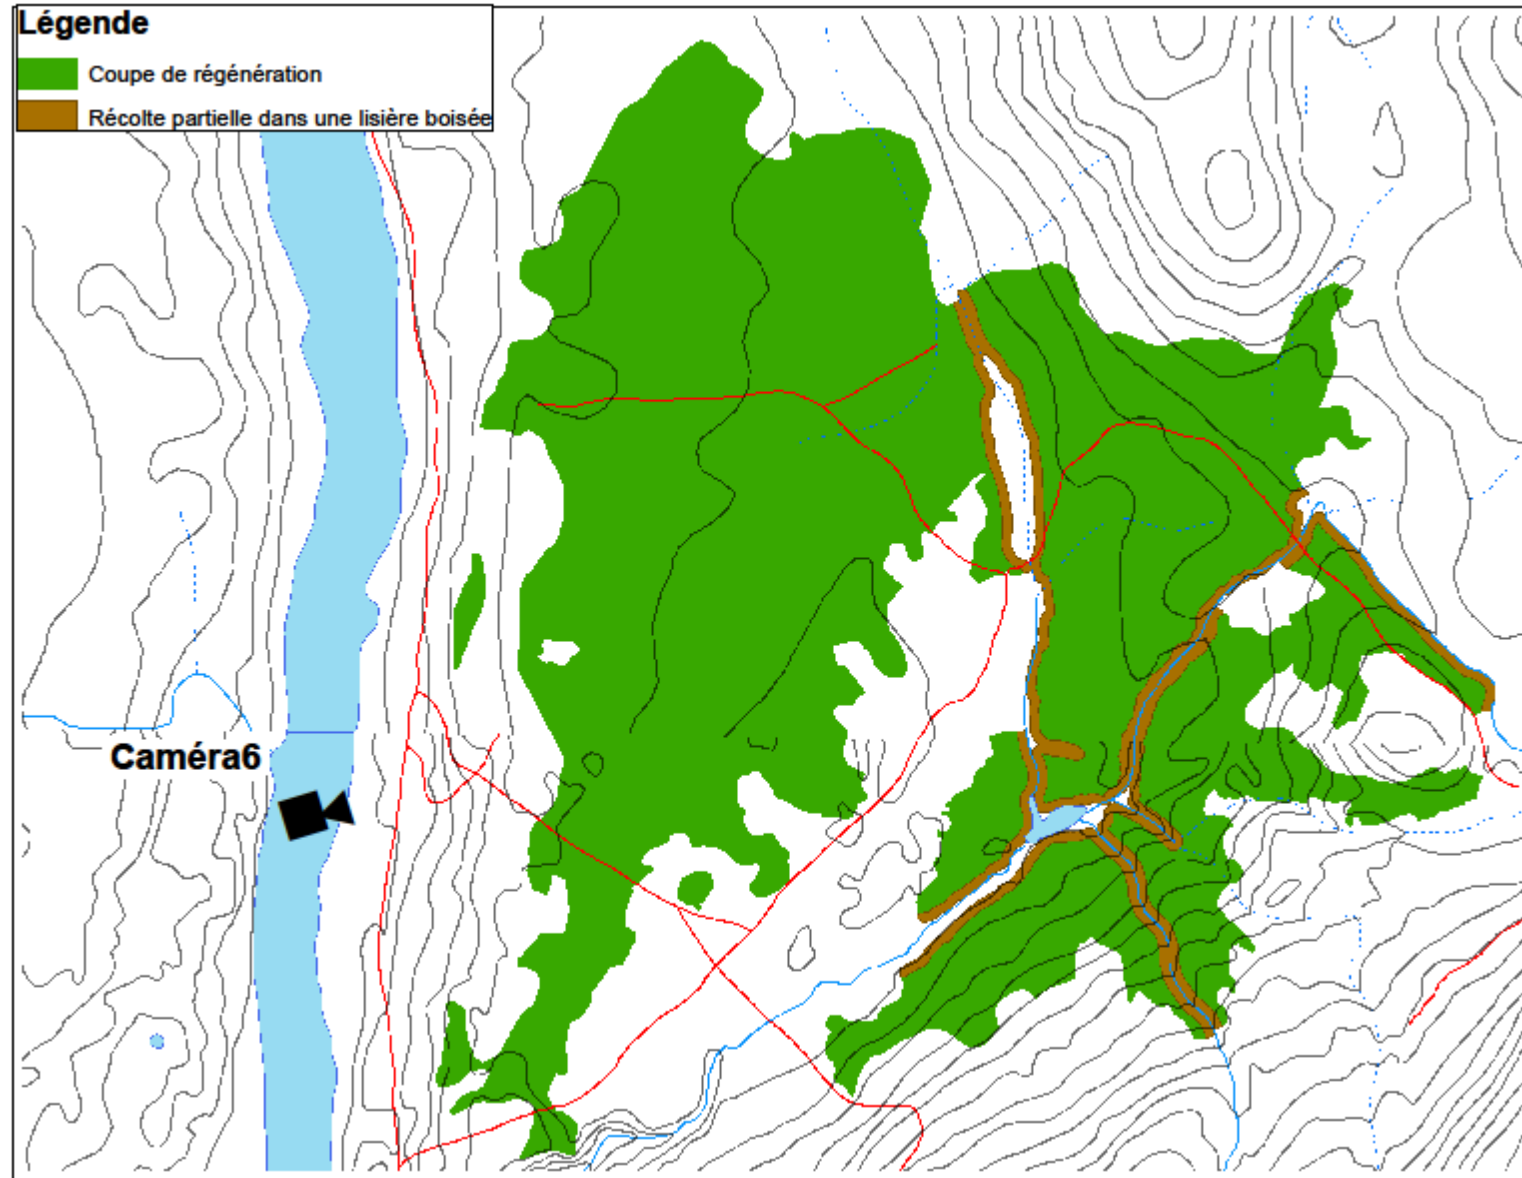 Légende
Coupe de régénération
Récolte partielle dans une lisière boisée
Caméra6